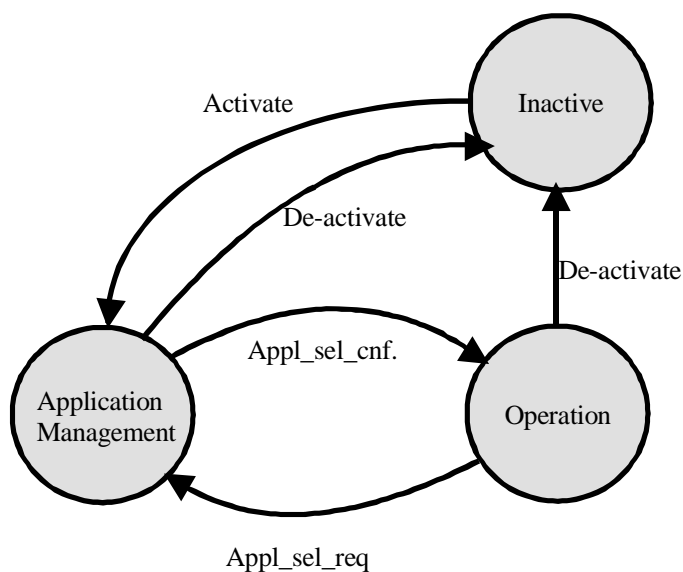 Activate
Inactive
De-activate
De-activate
Appl_sel_cnf.
Application
Management
Operation
Appl_sel_req